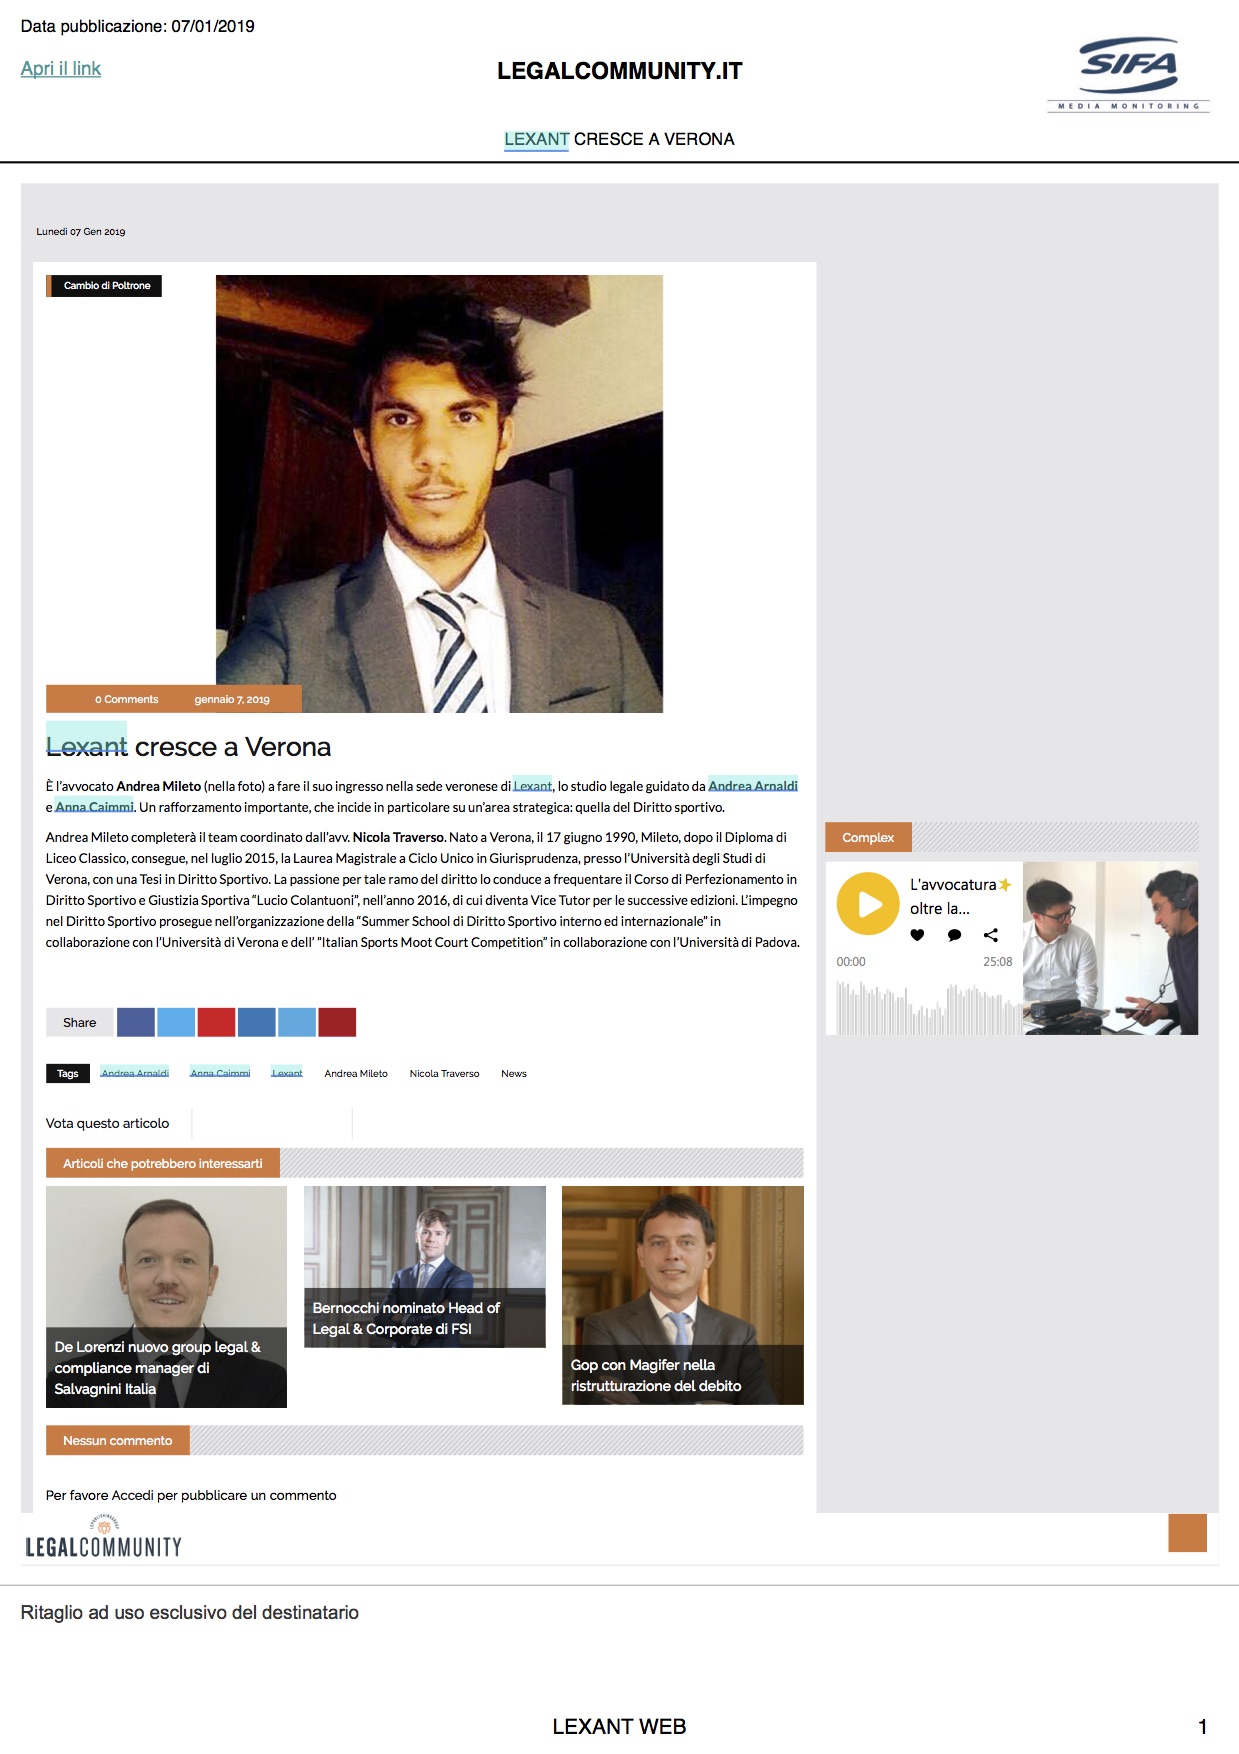 Data pubblicazione: 07/01/2019
Apri il link
LEGALCOMMUNITY.IT
SIFA
MEDIA MONITORING
LEXANT CRESCE A VERONA
Lunedì 07 Gen 2019
Cambio di Poltrone
0 Comments gennaio 7, 2019
Lexant cresce a Verona
È l'avvocato Andrea Mileto (nella foto) a fare il suo ingresso nella sede veronese di Lexant, lo studio legale guidato da Andrea Arnaldi
e Anna Caimmi. Un rafforzamento importante, che incide in particolare su un'area strategica: quella del Diritto sportivo.
Andrea Mileto completerà il team coordinato dall'avv. Nicola Traverso. Nato a Verona, il 17 giugno 1990, Mileto, dopo il Diploma di
Liceo Classico, consegue, nel luglio 2015, la Laurea Magistrale a Ciclo Unico in Giurisprudenza, presso l'Università degli Studi di
Verona, con una Tesi in Diritto Sportivo. La passione per tale ramo del diritto lo conduce a frequentare il Corso di Perfezionamento in
Diritto Sportivo e Giustizia Sportiva "Lucio Colantuoni", nell'anno 2016, di cui diventa Vice Tutor per le successive edizioni. L'impegno
nel Diritto Sportivo prosegue nell'organizzazione della "Summer School di Diritto Sportivo interno ed internazionale" in
collaborazione con l'Università di Verona e dell' "Italian Sports Moot Court Competition" in collaborazione con l'Università di Padova.
Complex
L'avvocatura
oltre la...
00:00 25:08
Share
Tags Andrea Arnaldi Anna Caimmi Lexant Andrea Mileto Nicola Traverso News
Vota questo articolo
Articoli che potrebbero interessarti
De Lorenzi nuovo group legal &
compliance manager di
Salvagnini Italia
Bernocchi nominato Head of
Legal & Corporate di FSI
Gop con Magifer nella
ristrutturazione del debito
Nessun commento
Per favore Accedi per pubblicare un commento
LEGALCOMMUNITY
Ritaglio ad uso esclusivo del destinatario
LEXANT WEB 1